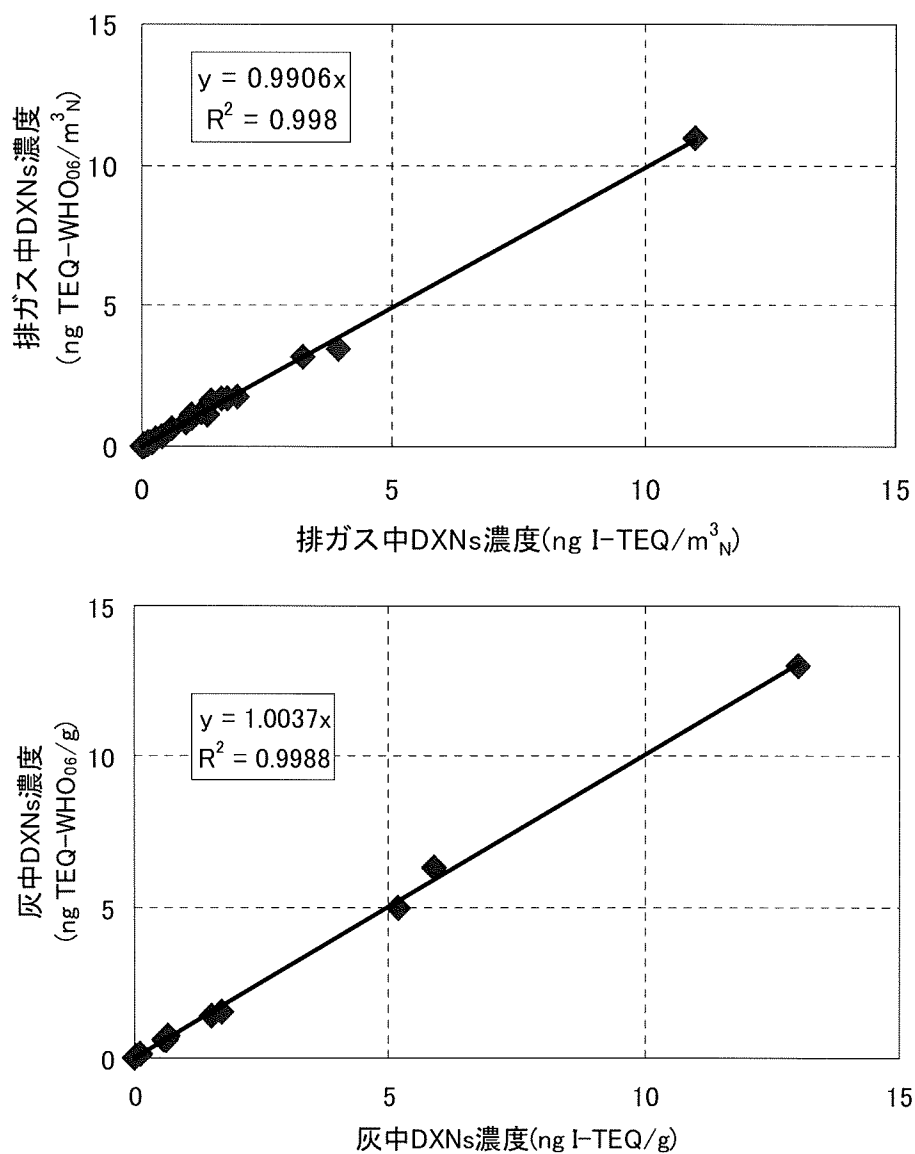 15
y = 0.9906x
R² = 0.998
排ガス中DXNs濃度
(ng TEQ-WHO₀₆/m³N)
10
5
0
0 5 10 15
排ガス中DXNs濃度(ng I-TEQ/m³N)
15
y = 1.0037x
R² = 0.9988
灰中DXNs濃度
(ng TEQ-WHO₀₆/g)
10
5
0
0 5 10 15
灰中DXNs濃度(ng I-TEQ/g)